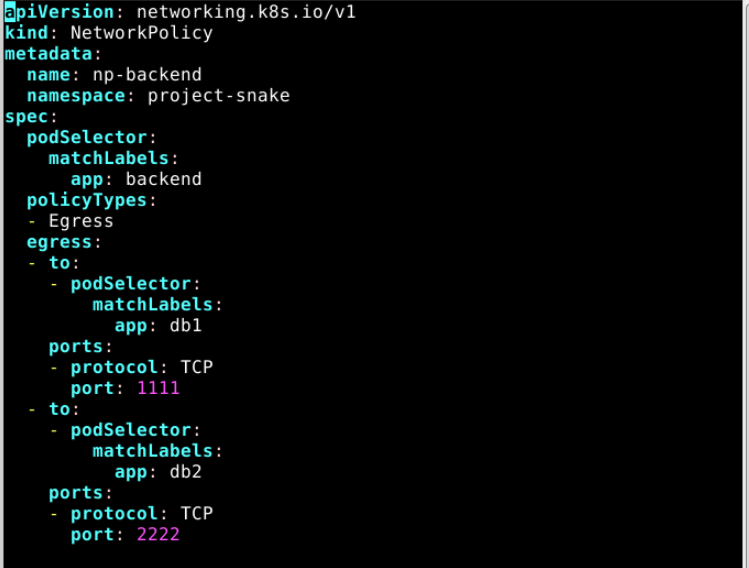 apiVersion: networking.k8s.io/v1
kind: NetworkPolicy
metadata:
  name: np-backend
  namespace: project-snake
spec:
  podSelector:
    matchLabels:
      app: backend
  policyTypes:
  - Egress
  egress:
  - to:
    - podSelector:
        matchLabels:
          app: db1
    ports:
    - protocol: TCP
      port: 1111
  - to:
    - podSelector:
        matchLabels:
          app: db2
    ports:
    - protocol: TCP
      port: 2222